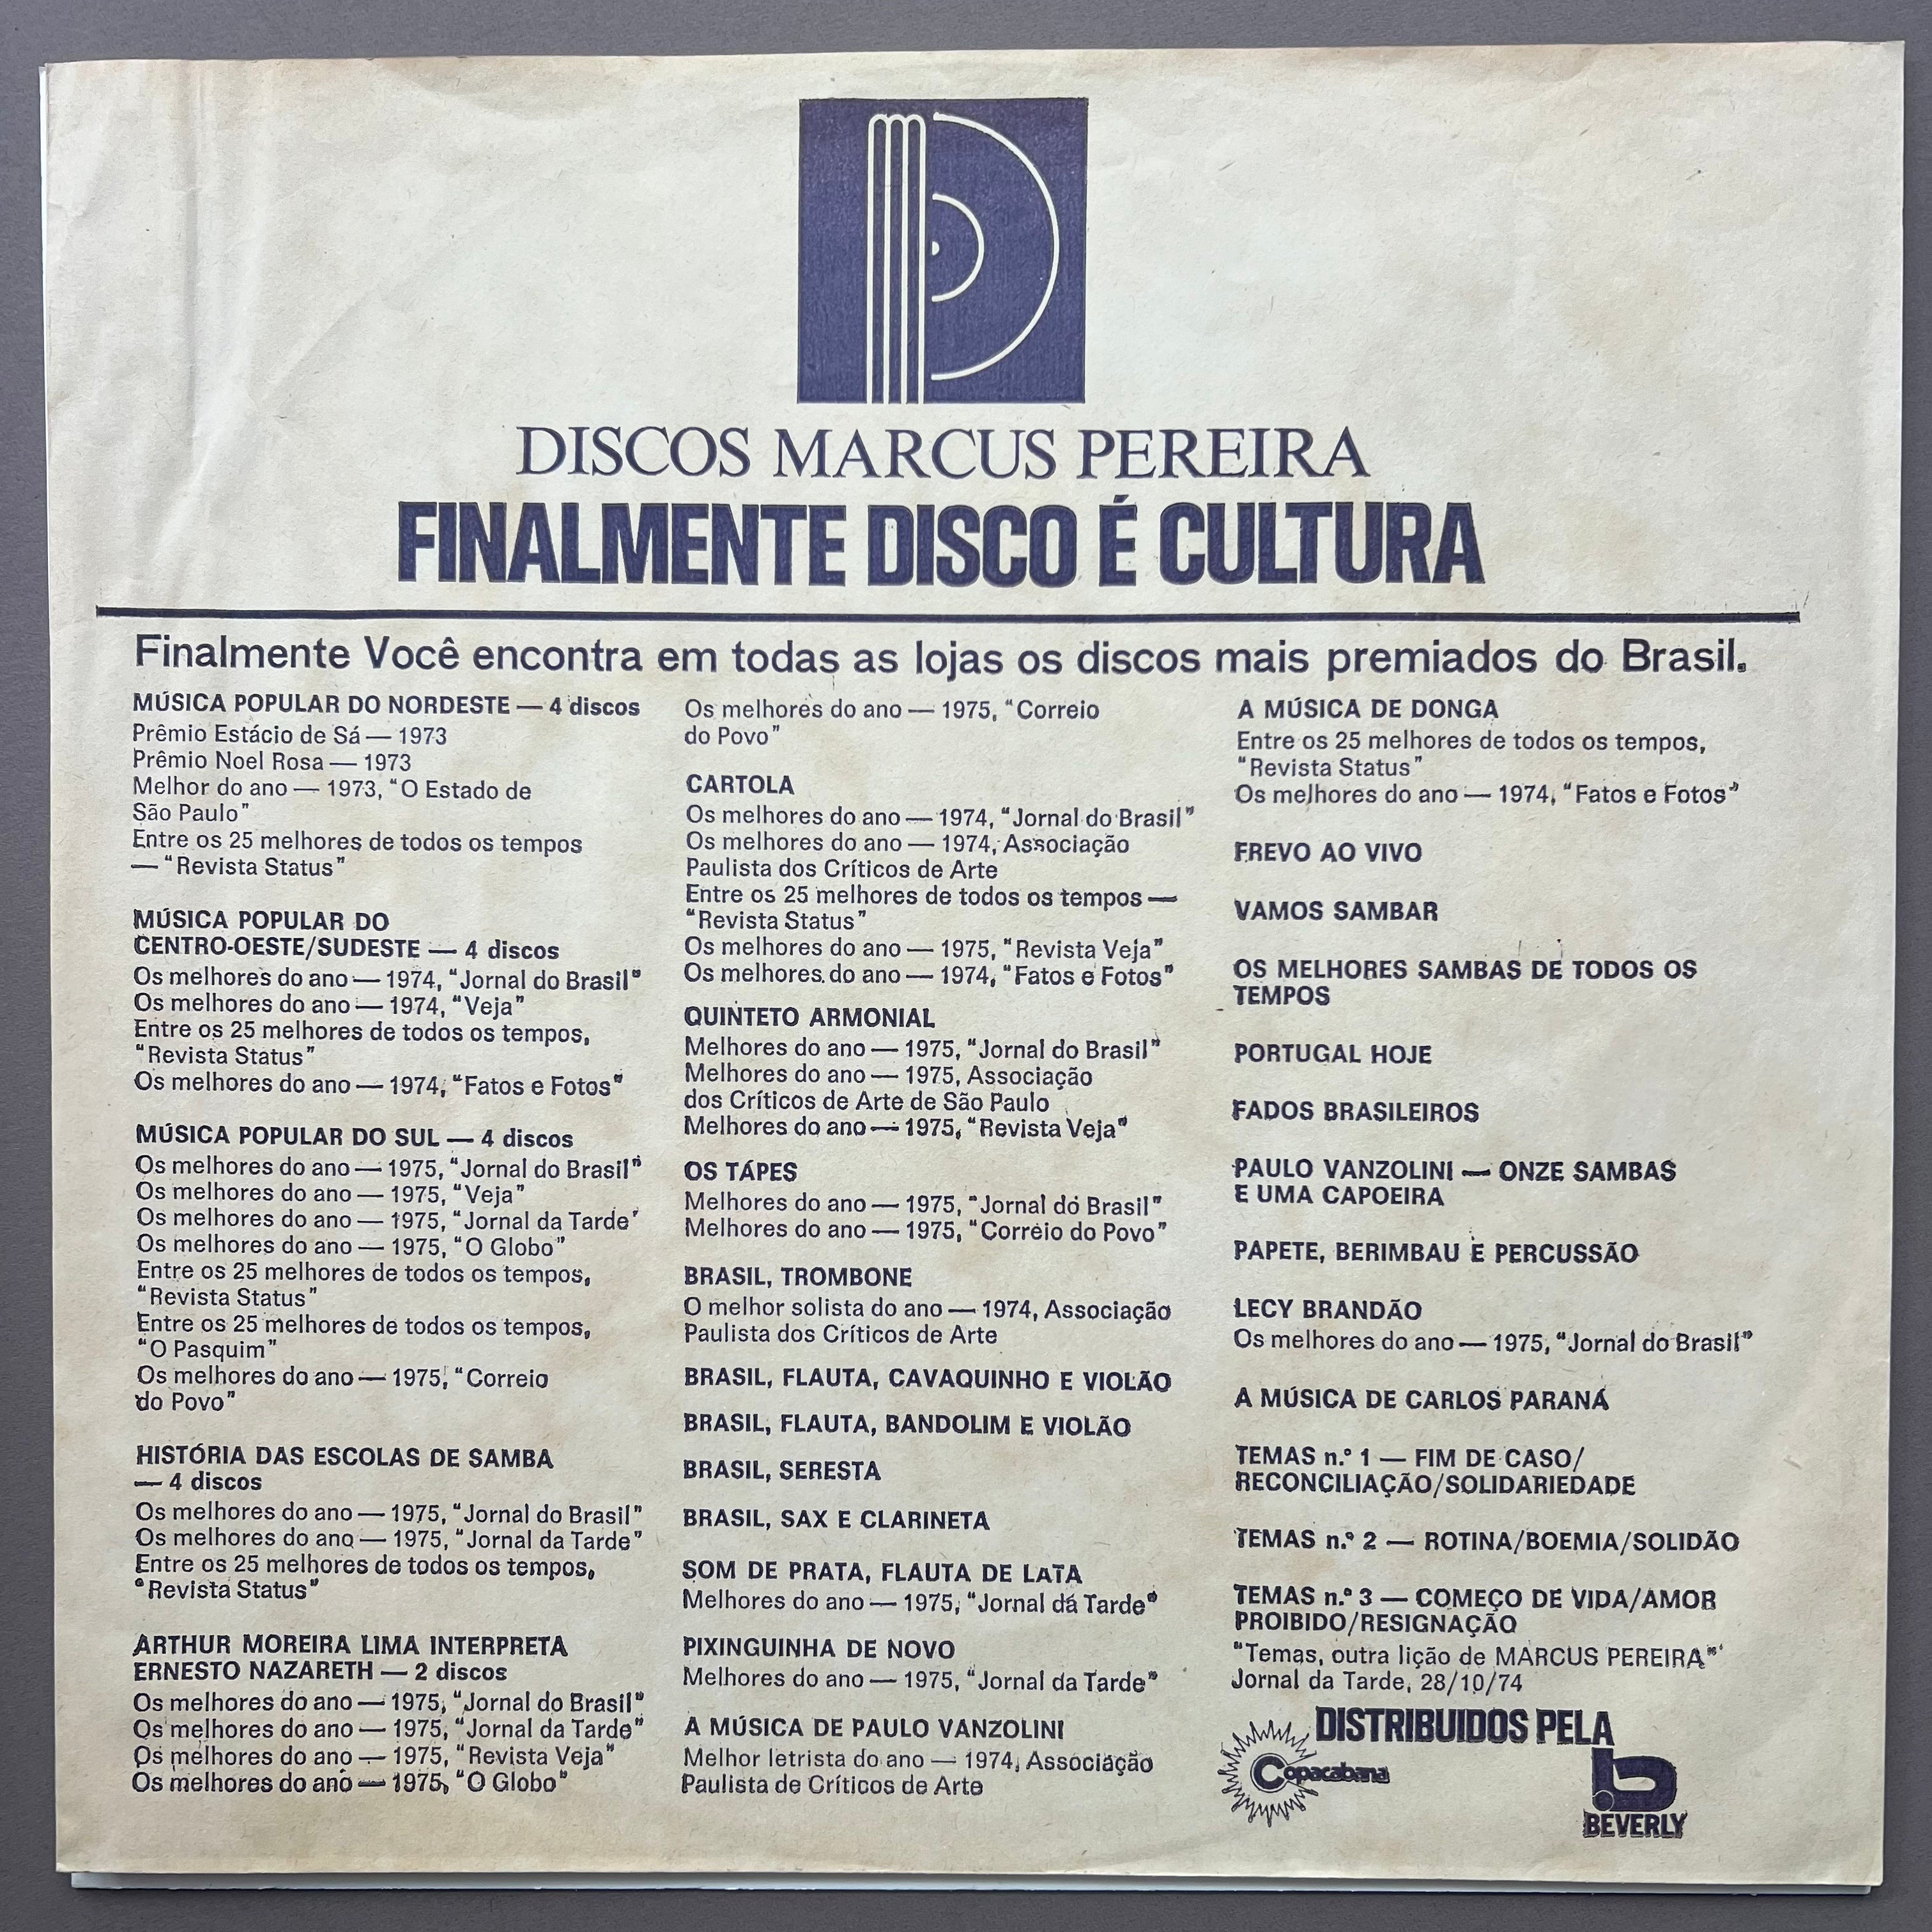 DISCOS MARCUS PEREIRA
FINALMENTE DISCO É CULTURA
Finalmente Você encontra em todas as lojas os discos mais premiados do Brasil.
MÚSICA POPULAR DO NORDESTE — 4 discos
Prêmio Estácio de Sá — 1973
Prêmio Noel Rosa — 1973
Melhor do ano — 1973, “O Estado de
São Paulo”
Entre os 25 melhores de todos os tempos
— “Revista Status”
MÚSICA POPULAR DO
CENTRO-OESTE/SUDESTE — 4 discos
Os melhores do ano — 1974, “Jornal do Brasil”
Os melhores do ano — 1974, “Veja”
Entre os 25 melhores de todos os tempos,
“Revista Status”
Os melhores do ano — 1974, “Fatos e Fotos”
MÚSICA POPULAR DO SUL — 4 discos
Os melhores do ano — 1975, “Jornal do Brasil”
Os melhores do ano — 1975, “Veja”
Os melhores do ano — 1975, “Jornal da Tarde’
Os melhores do ano — 1975, “O Globo”
Entre os 25 melhores de todos os tempos,
“Revista Status”
Entre os 25 melhores de todos os tempos,
“O Pasquim”
Os melhores do ano — 1975, “Correio
do Povo”
HISTÓRIA DAS ESCOLAS DE SAMBA
— 4 discos
Os melhores do ano — 1975, “Jornal do Brasil”
Os melhores do ano — 1975, “Jornal da Tarde”
Entre os 25 melhores de todos os tempos,
“Revista Status”
ARTHUR MOREIRA LIMA INTERPRETA
ERNESTO NAZARETH — 2 discos
Os melhores do ano — 1975, “Jornal do Brasil”
Os melhores do ano — 1975, “Jornal da Tarde”
Os melhores do ano — 1975, “Revista Veja”
Os melhores do ano — 1975, “O Globo”
Os melhores do ano — 1975, “Correio
do Povo”
CARTOLA
Os melhores do ano — 1974, “Jornal do Brasil”
Os melhores do ano — 1974, Associação
Paulista dos Críticos de Arte
Entre os 25 melhores de todos os tempos —
“Revista Status”
Os melhores do ano — 1975, “Revista Veja”
Os melhores do ano — 1974, “Fatos e Fotos”
QUINTETO ARMONIAL
Melhores do ano — 1975, “Jornal do Brasil”
Melhores do ano — 1975, Associação
dos Críticos de Arte de São Paulo
Melhores do ano — 1975, “Revista Veja”
OS TÁPES
Melhores do ano — 1975, “Jornal do Brasil”
Melhores do ano — 1975, “Correio do Povo”
BRASIL, TROMBONE
O melhor solista do ano — 1974, Associação
Paulista dos Críticos de Arte
BRASIL, FLAUTA, CAVAQUINHO E VIOLÃO
BRASIL, FLAUTA, BANDOLIM E VIOLÃO
BRASIL, SERESTA
BRASIL, SAX E CLARINETA
SOM DE PRATA, FLAUTA DE LATA
Melhores do ano — 1975, “Jornal da Tarde”
PIXINGUINHA DE NOVO
Melhores do ano — 1975, “Jornal da Tarde”
A MÚSICA DE PAULO VANZOLINI
Melhor letrista do ano — 1974, Associação
Paulista de Críticos de Arte
A MÚSICA DE DONGA
Entre os 25 melhores de todos os tempos,
“Revista Status”
Os melhores do ano — 1974, “Fatos e Fotos”
FREVO AO VIVO
VAMOS SAMBAR
OS MELHORES SAMBAS DE TODOS OS
TEMPOS
PORTUGAL HOJE
FADOS BRASILEIROS
PAULO VANZOLINI — ONZE SAMBAS
E UMA CAPOEIRA
PAPETE, BERIMBAU E PERCUSSÃO
LECY BRANDÃO
Os melhores do ano — 1975, “Jornal do Brasil”
A MÚSICA DE CARLOS PARANÁ
TEMAS n.º 1 — FIM DE CASO/
RECONCILIAÇÃO/SOLIDARIEDADE
TEMAS n.º 2 — ROTINA/BOEMIA/SOLIDÃO
TEMAS n.º 3 — COMEÇO DE VIDA/AMOR
PROIBIDO/RESIGNAÇÃO
“Temas, outra lição de MARCUS PEREIRA”
Jornal da Tarde, 28/10/74
DISTRIBUIDOS PELA
Copacabana
BEVERLY